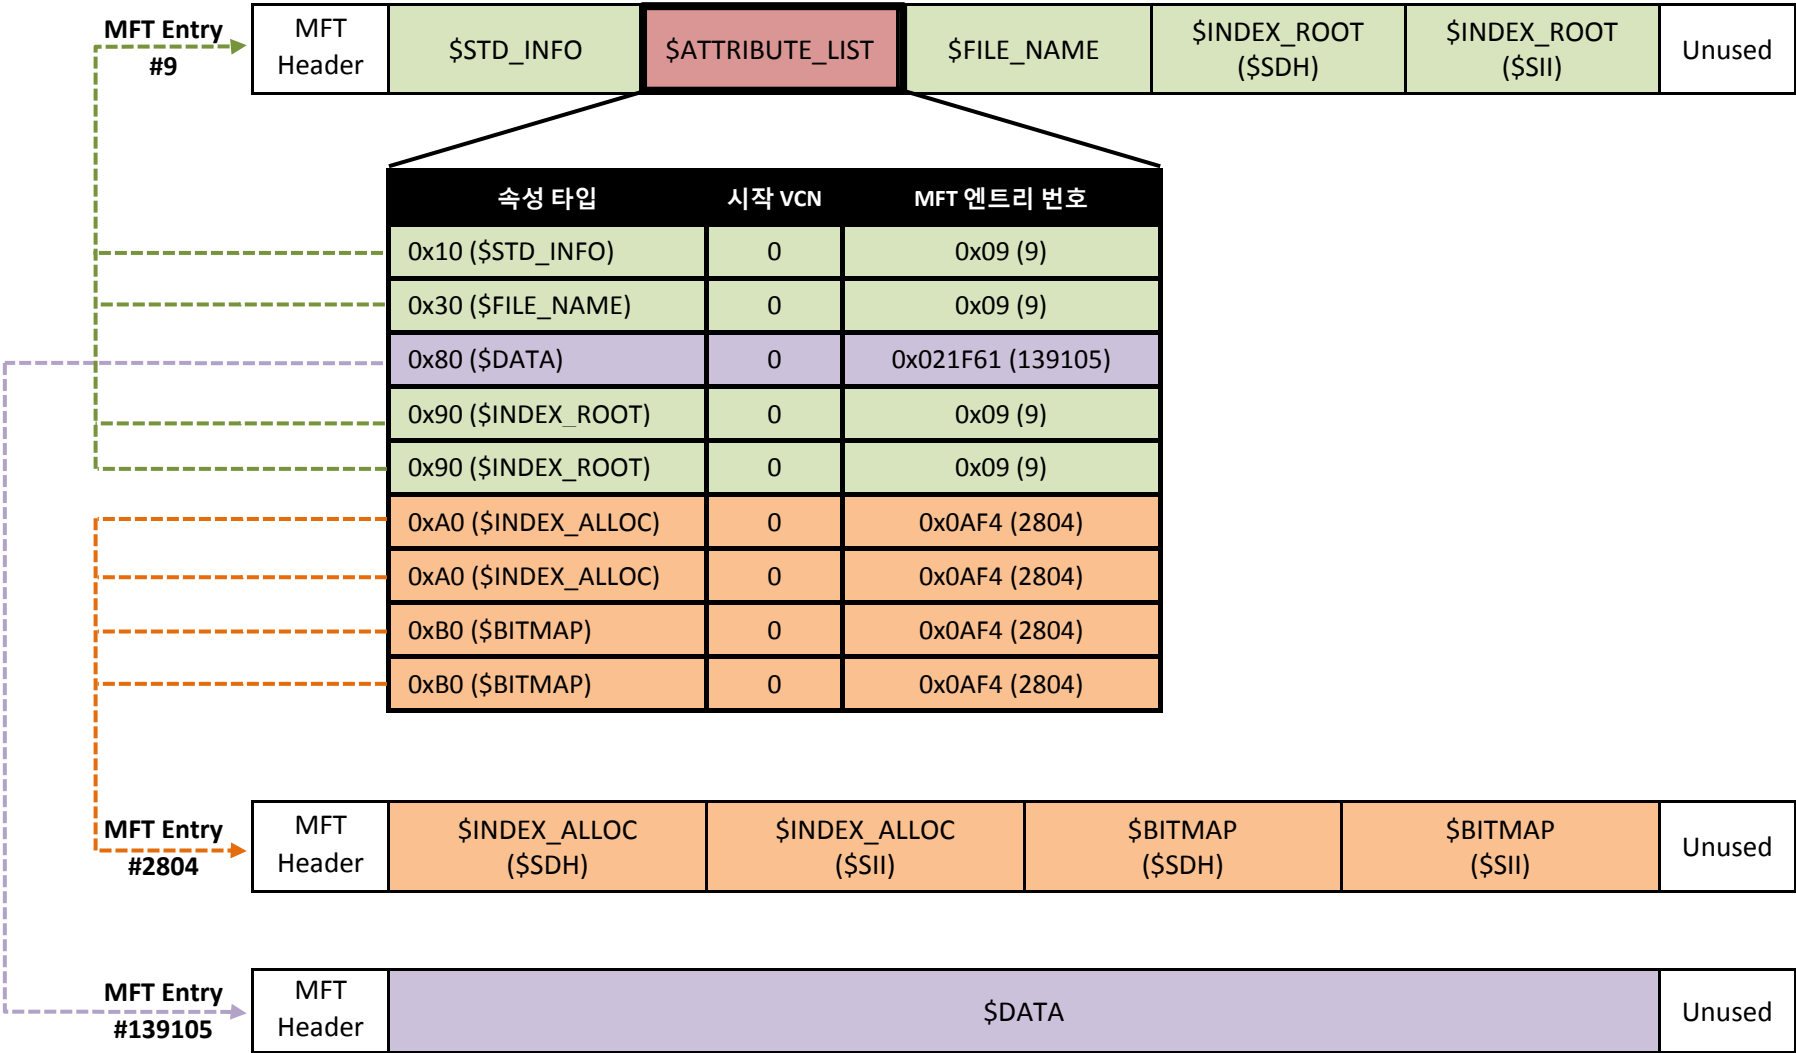 MFT Entry
#9
MFT
Header
$STD_INFO
$ATTRIBUTE_LIST
$FILE_NAME
$INDEX_ROOT
($SDH)
$INDEX_ROOT
($SII)
Unused
속성 타입 시작 VCN MFT 엔트리 번호
0x10 ($STD_INFO) 0 0x09 (9)
0x30 ($FILE_NAME) 0 0x09 (9)
0x80 ($DATA) 0 0x021F61 (139105)
0x90 ($INDEX_ROOT) 0 0x09 (9)
0x90 ($INDEX_ROOT) 0 0x09 (9)
0xA0 ($INDEX_ALLOC) 0 0x0AF4 (2804)
0xA0 ($INDEX_ALLOC) 0 0x0AF4 (2804)
0xB0 ($BITMAP) 0 0x0AF4 (2804)
0xB0 ($BITMAP) 0 0x0AF4 (2804)
MFT Entry
#2804
MFT
Header
$INDEX_ALLOC
($SDH)
$INDEX_ALLOC
($SII)
$BITMAP
($SDH)
$BITMAP
($SII)
Unused
MFT Entry
#139105
MFT
Header
$DATA
Unused